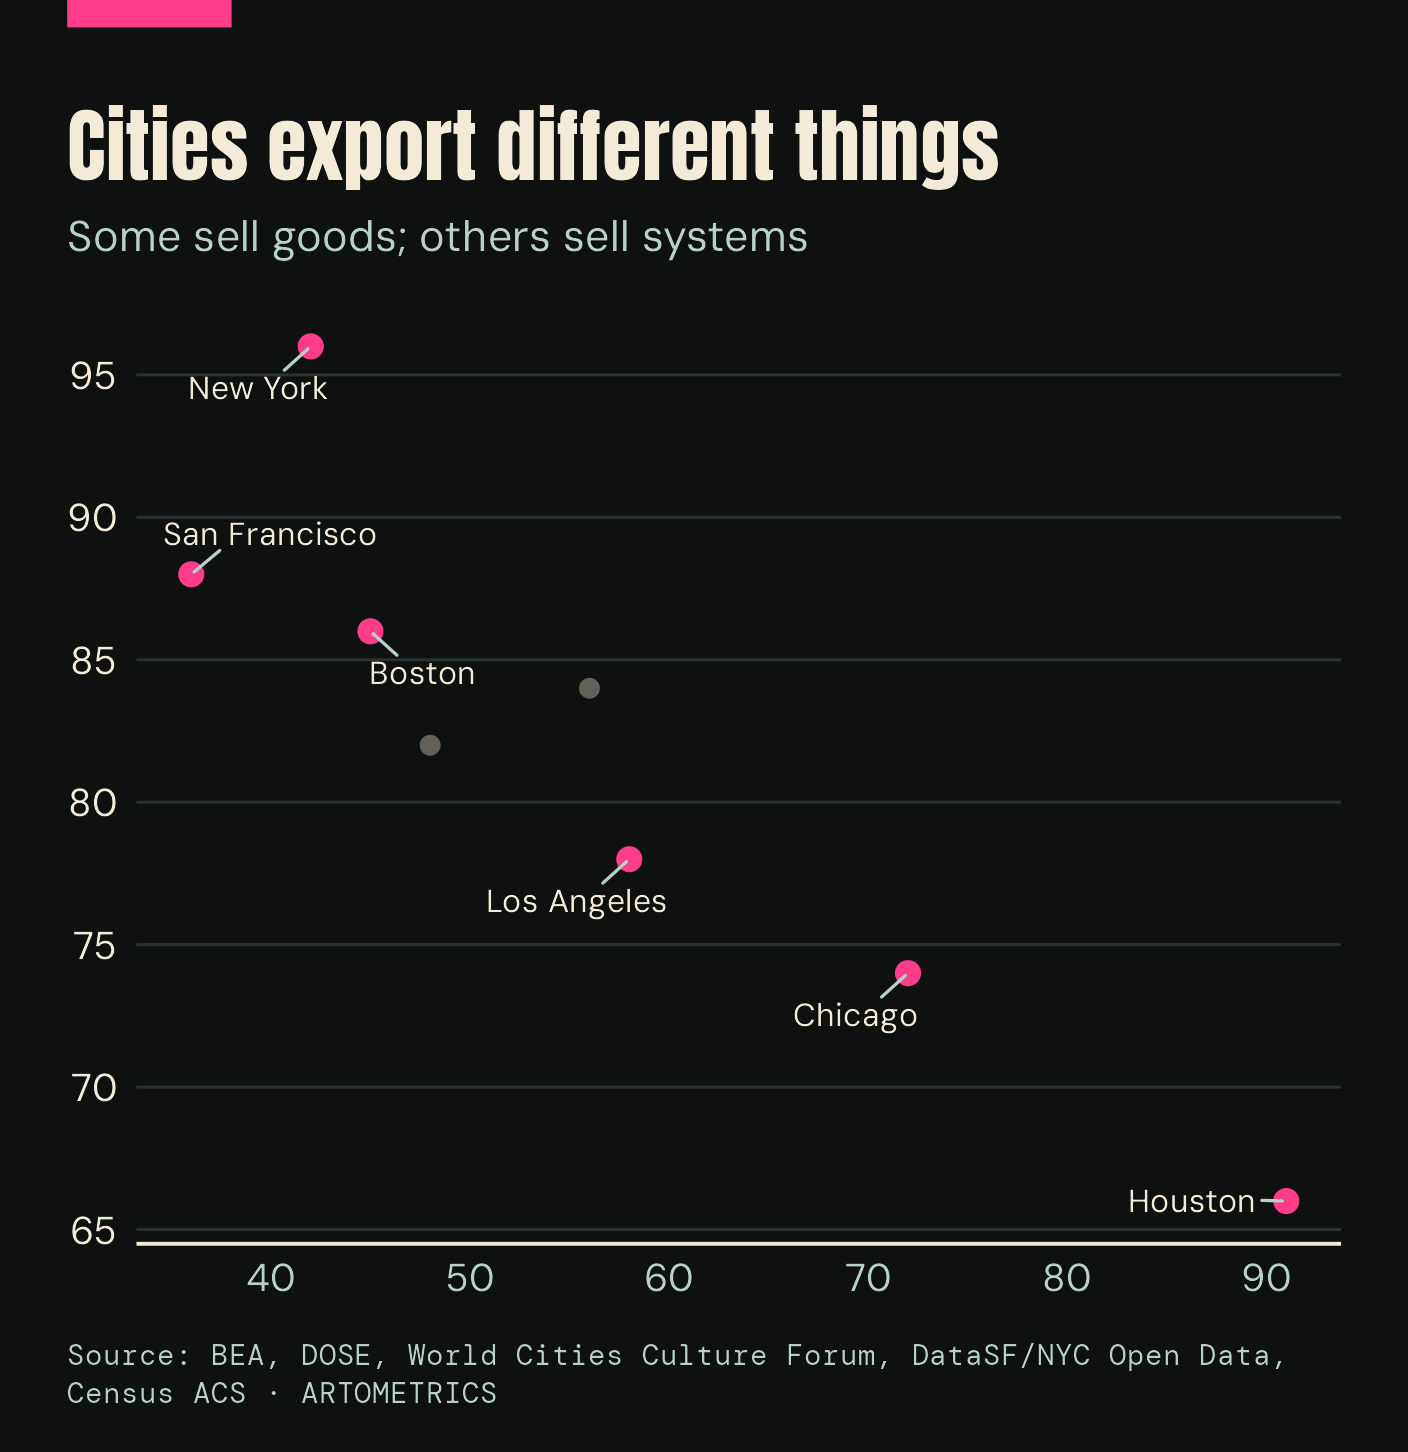 Cities export different things
Some sell goods; others sell systems
95
New York
90
San Francisco
85
Boston
80
Los Angeles
75
Chicago
70
Houston
65
40 50 60 70 80 90
Source: BEA, DOSE, World Cities Culture Forum, DataSF/NYC Open Data,
Census ACS · ARTOMETRICS